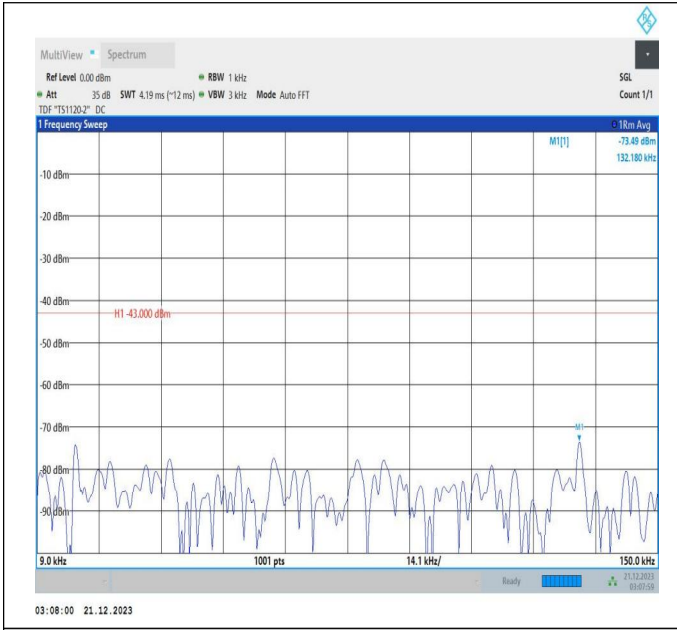 R S
MultiView Spectrum
Ref Level 0.00 dBm RBW 1 kHz SGL
Att 35 dB SWT 4.19 ms (~12 ms) VBW 3 kHz Mode Auto FFT Count 1/1
TDF "TS1120-2" DC
1 Frequency Sweep 1Rm Avg
M1[1] -73.49 dBm
132.180 kHz
-10 dBm
-20 dBm
-30 dBm
-40 dBm
H1 -43.000 dBm
-50 dBm
-60 dBm
-70 dBm
M1
-80 dBm
-90 dBm
9.0 kHz 1001 pts 14.1 kHz/ 150.0 kHz
Ready 21.12.2023
03:07:59
03:08:00 21.12.2023